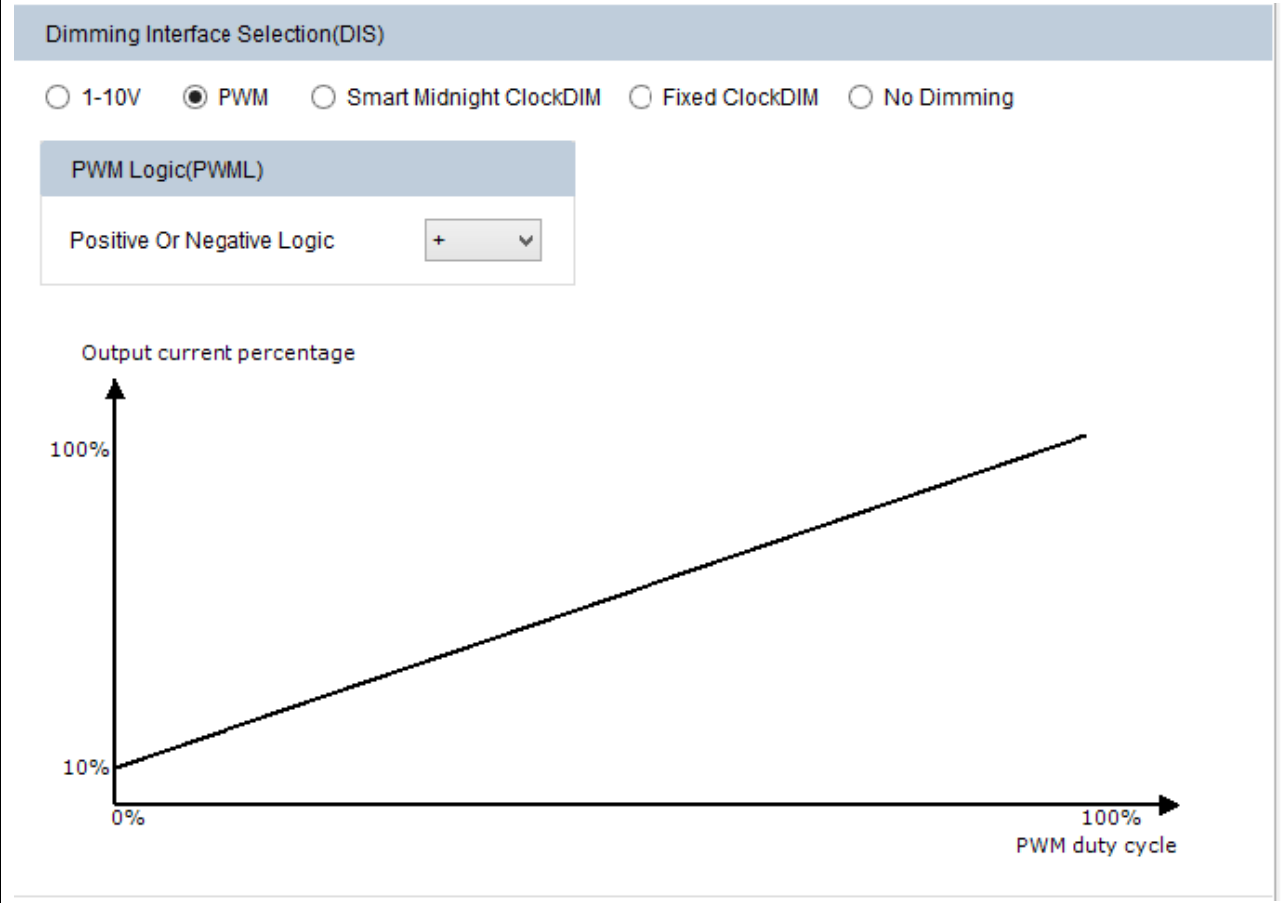 Dimming Interface Selection(DIS)
1-10V PWM Smart Midnight ClockDIM Fixed ClockDIM No Dimming
PWM Logic(PWML)
Positive Or Negative Logic +
Output current percentage
100%
10%
0% 100%
PWM duty cycle